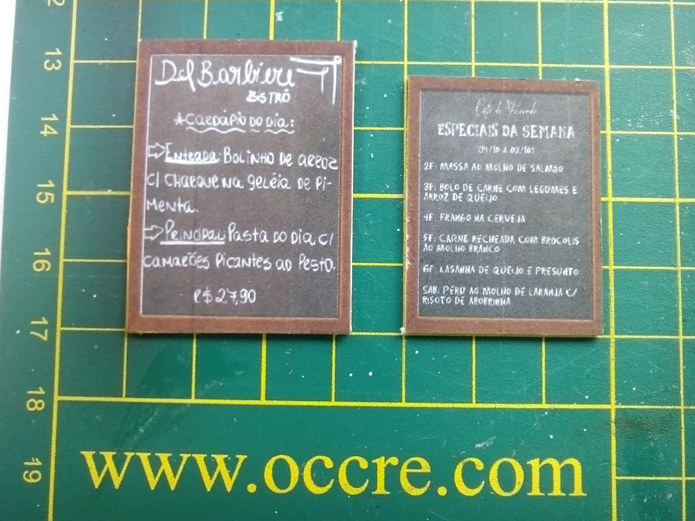 12
13
14
15
16
17
18
19
Del Barbieri
BISTRÔ
*CARDÁPIO DO DIA:
ENTRADA: BOLINHO DE ARROZ
C/ CHARQUE NA GELÉIA DE PI-
MENTA.
PRINCIPAL: PASTA DO DIA C/
CAMARÕES PICANTES AO PESTO.
R$ 27,90
Café do
ESPECIAIS DA SEMANA
2F: MASSA AO MOLHO DE SALMÃO
3F: BOLO DE CARNE COM LEGUMES E
ARROZ DE QUEIJO
4F: FRANGO NA CERVEJA
5F: CARNE RECHEADA COM BRÓCOLIS
AO MOLHO BRANCO
6F: LASANHA DE QUEIJO E PRESUNTO
SAB: PERU AO MOLHO DE LARANJA C/
RISOTO DE ABOBRINHA
www.occre.com